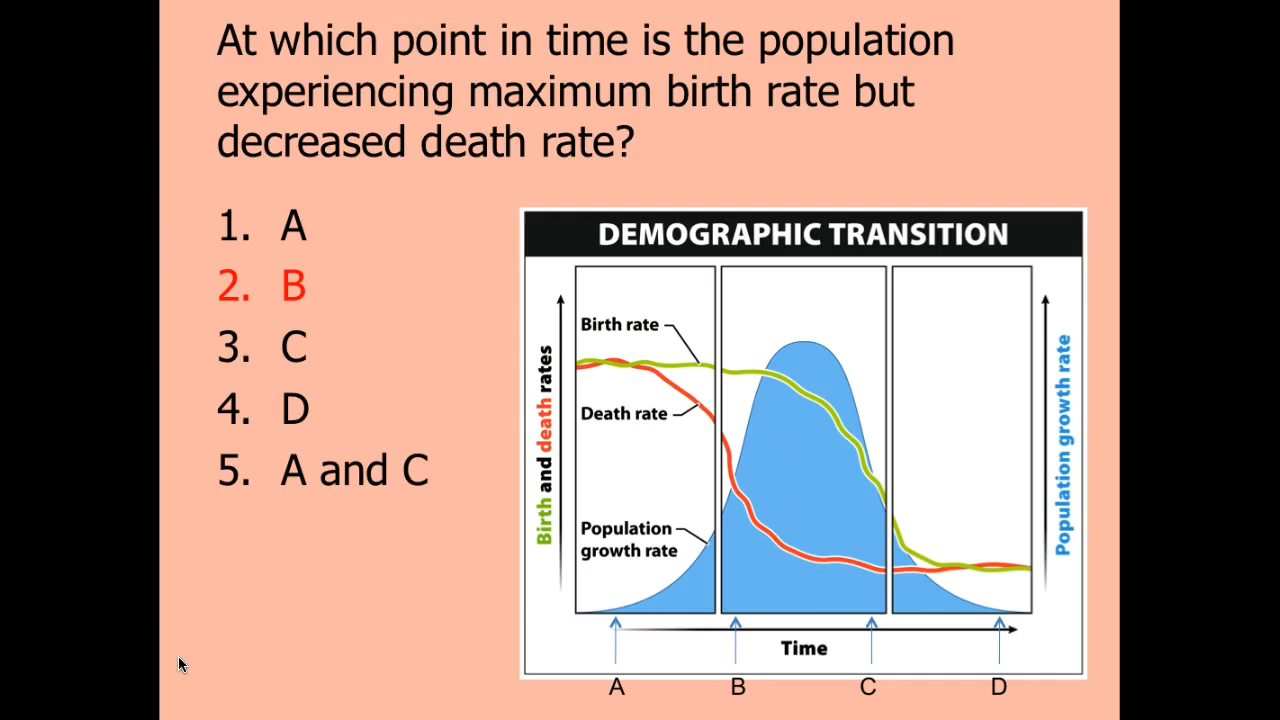 At which point in time is the population
experiencing maximum birth rate but
decreased death rate?
1. A
2. B
3. C
4. D
5. A and C
DEMOGRAPHIC TRANSITION
Birth and death rates
Birth rate
Death rate
Population
growth rate
Population growth rate
Time
A B C D